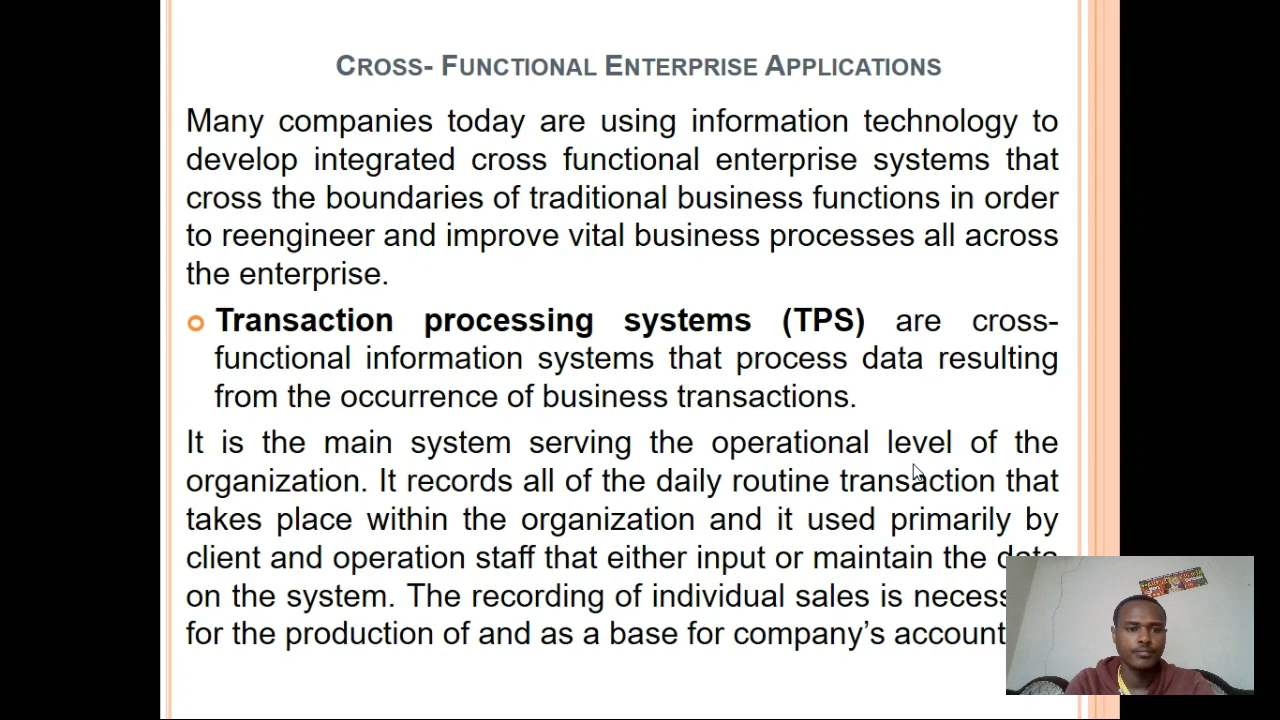 CROSS- FUNCTIONAL ENTERPRISE APPLICATIONS
Many companies today are using information technology to
develop integrated cross functional enterprise systems that
cross the boundaries of traditional business functions in order
to reengineer and improve vital business processes all across
the enterprise.
Transaction processing systems (TPS) are cross-
functional information systems that process data resulting
from the occurrence of business transactions.
It is the main system serving the operational level of the
organization. It records all of the daily routine transaction that
takes place within the organization and it used primarily by
client and operation staff that either input or maintain the data
on the system. The recording of individual sales is
for the production of and as a base for company's